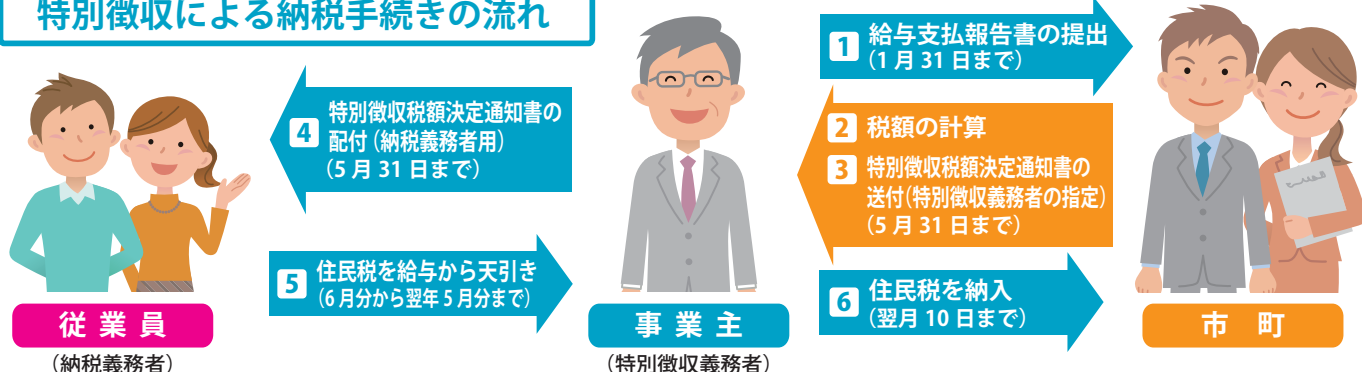 特別徴収による納税手続きの流れ
1 給与支払報告書の提出
(1月31日まで)
2 税額の計算
3 特別徴収税額決定通知書の
送付(特別徴収義務者の指定)
(5月31日まで)
4 特別徴収税額決定通知書の
配付(納税義務者用)
(5月31日まで)
5 住民税を給与から天引き
(6月分から翌年5月分まで)
6 住民税を納入
(翌月10日まで)
従業員
(納税義務者)
事業主
(特別徴収義務者)
市町